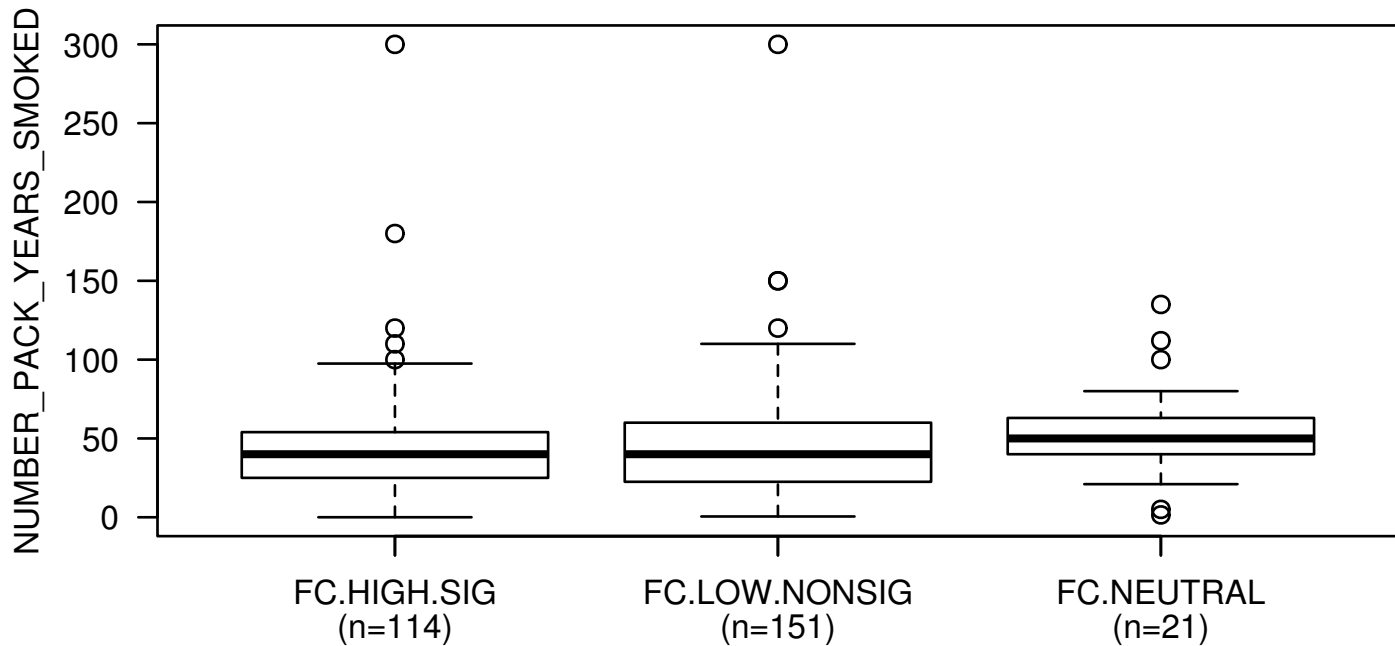 NUMBER_PACK_YEARS_SMOKED
300
250
200
150
100
50
0
FC.HIGH.SIG
(n=114)
FC.LOW.NONSIG
(n=151)
FC.NEUTRAL
(n=21)